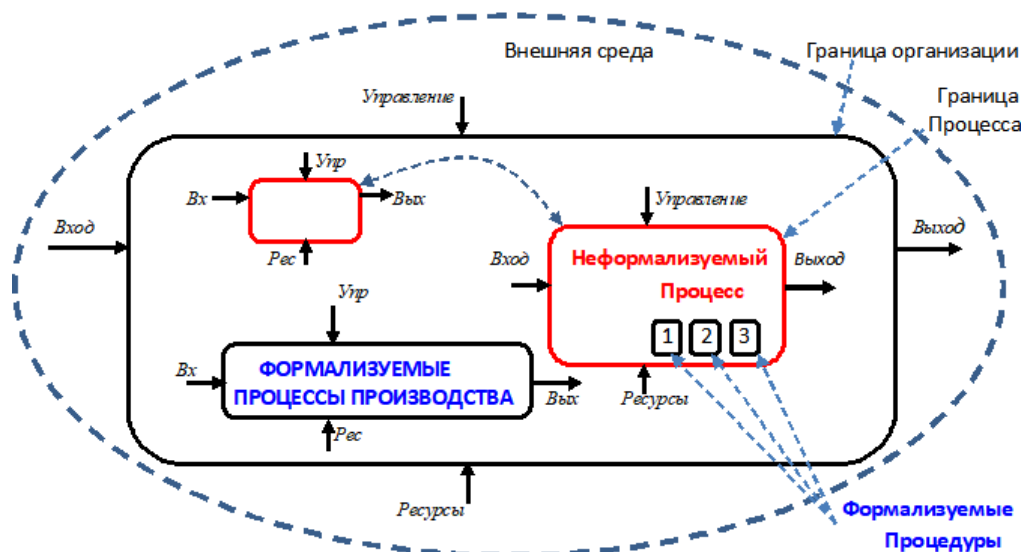 Внешняя среда
Граница организации
Управление
Граница
Процесса
Упр
Вх
Вых
Управление
Вход
Выход
Рес
Вход
Неформализуемый
Процесс
Выход
Упр
1 2 3
Вх
ФОРМАЛИЗУЕМЫЕ
ПРОЦЕССЫ ПРОИЗВОДСТВА
Вых
Ресурсы
Рес
Ресурсы
Формализуемые
Процедуры